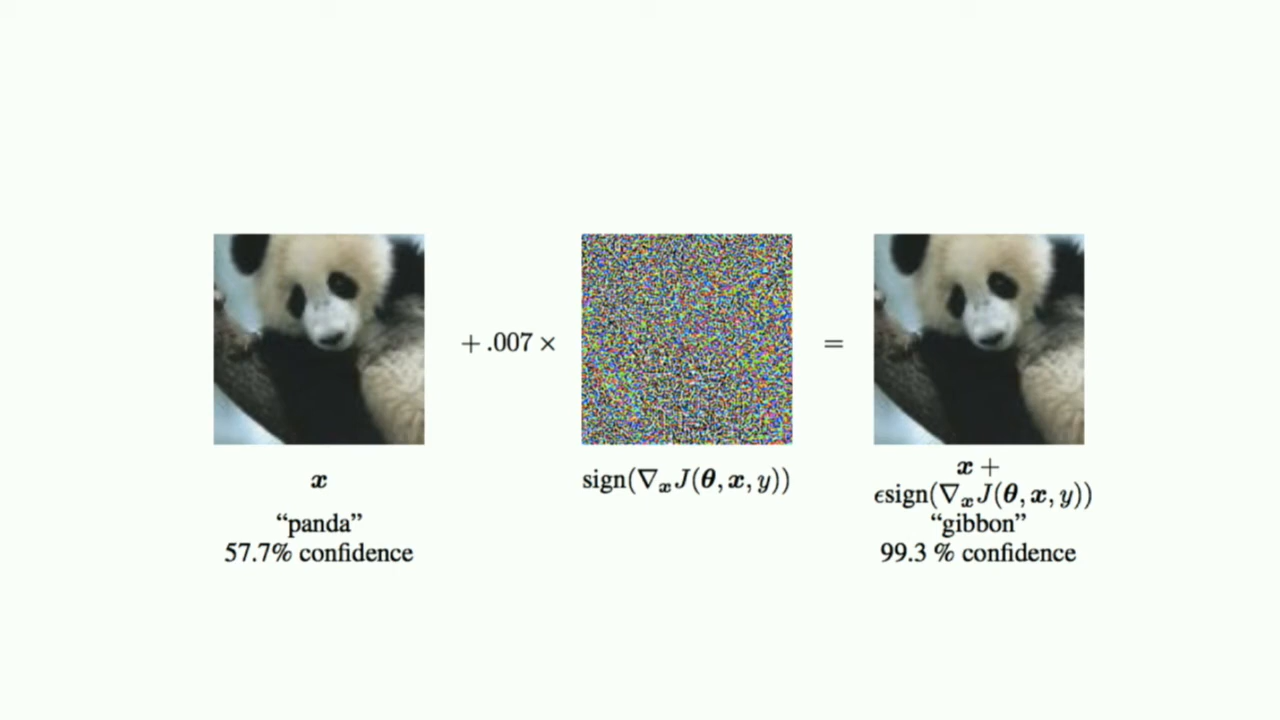 + .007 ×
=
x
sign(∇ₓJ(θ, x, y))
x +
ϵsign(∇ₓJ(θ, x, y))
“panda”
“gibbon”
57.7% confidence
99.3 % confidence